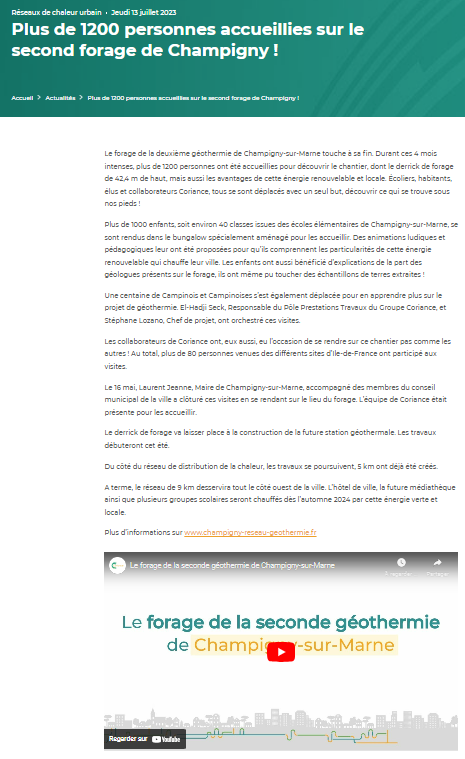 Réseaux de chaleur urbain • Jeudi 13 juillet 2023
Plus de 1200 personnes accueillies sur le
second forage de Champigny !
Accueil > Actualités > Plus de 1200 personnes accueillies sur le second forage de Champigny !
Le forage de la deuxième géothermie de Champigny-sur-Marne touche à sa fin. Durant ces 4 mois
intenses, plus de 1200 personnes ont été accueillies pour découvrir le chantier, dont le derrick de forage
de 42,4 m de haut, mais aussi les avantages de cette énergie renouvelable et locale. Écoliers, habitants,
élus et collaborateurs Coriance, tous se sont déplacés avec un seul but, découvrir ce qui se trouve sous
nos pieds !
Plus de 1000 enfants, soit environ 40 classes issues des écoles élémentaires de Champigny-sur-Marne, se
sont rendus dans le bungalow spécialement aménagé pour les accueillir. Des animations ludiques et
pédagogiques leur ont été proposées pour qu'ils comprennent les particularités de cette énergie
renouvelable qui chauffe leur ville. Les enfants ont aussi bénéficié d'explications de la part des
géologues présents sur le forage, ils ont même pu toucher des échantillons de terres extraites !
Une centaine de Campinois et Campinoises s'est également déplacée pour en apprendre plus sur le
projet de géothermie. El-Hadji Seck, Responsable du Pôle Prestations Travaux du Groupe Coriance, et
Stéphane Lozano, Chef de projet, ont orchestré ces visites.
Les collaborateurs de Coriance ont, eux aussi, eu l'occasion de se rendre sur ce chantier pas comme les
autres ! Au total, plus de 80 personnes venues des différents sites d'Ile-de-France ont participé aux
visites.
Le 16 mai, Laurent Jeanne, Maire de Champigny-sur-Marne, accompagné des membres du conseil
municipal de la ville a clôturé ces visites en se rendant sur le lieu du forage. L'équipe de Coriance était
présente pour les accueillir.
Le derrick de forage va laisser place à la construction de la future station géothermale. Les travaux
débuteront cet été.
Du côté du réseau de distribution de la chaleur, les travaux se poursuivent, 5 km ont déjà été créés.
A terme, le réseau de 9 km desservira tout le côté ouest de la ville. L'hôtel de ville, la future médiathèque
ainsi que plusieurs groupes scolaires seront chauffés dès l'automne 2024 par cette énergie verte et
locale.
Plus d'informations sur www.champigny-reseau-geothermie.fr
Le forage de la seconde géothermie de Champigny-sur-Marne
À regarder Partager
Le forage de la seconde géothermie
de Champigny-sur-Marne
Regarder sur YouTube